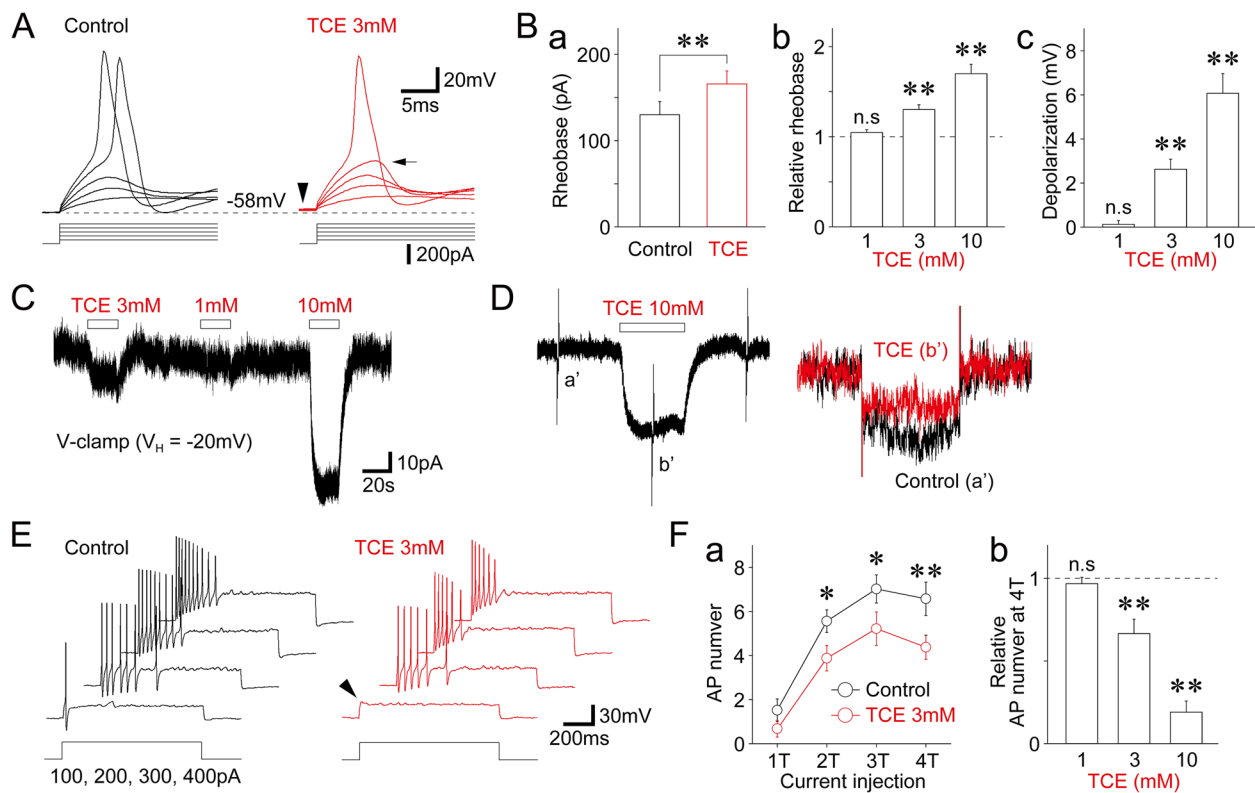 A
Control
TCE 3mM
20mV
5ms
-58mV
200pA
B
a
Rheobase (pA)
200
100
0
**
Control
TCE
b
Relative rheobase
2
1
0
n.s
**
**
1
3
10
TCE (mM)
c
Depolarization (mV)
8
6
4
2
0
n.s
**
**
1
3
10
TCE (mM)
C
TCE 3mM
1mM
10mM
V-clamp (VH = -20mV)
10pA
20s
D
TCE 10mM
a’
b’
TCE (b’)
Control (a’)
E
Control
TCE 3mM
30mV
200ms
100, 200, 300, 400pA
F
a
AP numver
8
6
4
2
0
*
*
**
Control
TCE 3mM
1T
2T
3T
4T
Current injection
b
Relative
AP numver at 4T
1
0
n.s
**
**
1
3
10
TCE (mM)